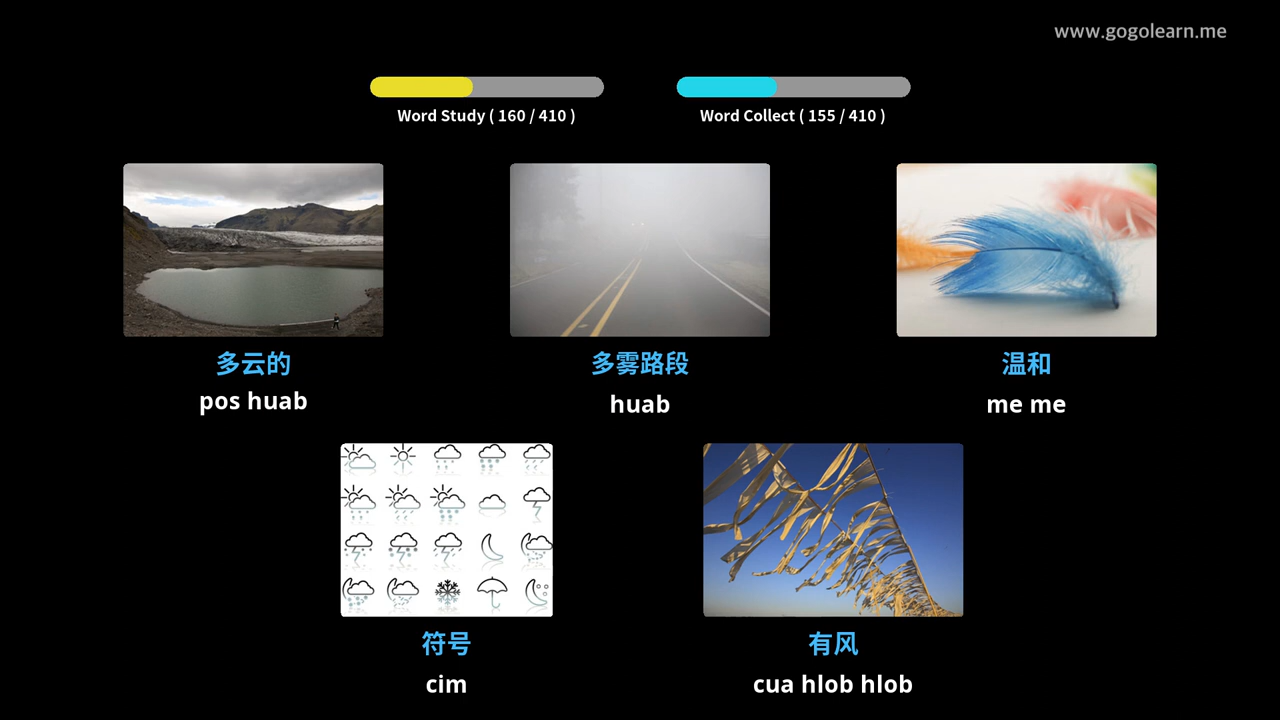 www.gogolearn.me
Word Study ( 160 / 410 )
Word Collect ( 155 / 410 )
多云的
pos huab
多雾路段
huab
温和
me me
符号
cim
有风
cua hlob hlob